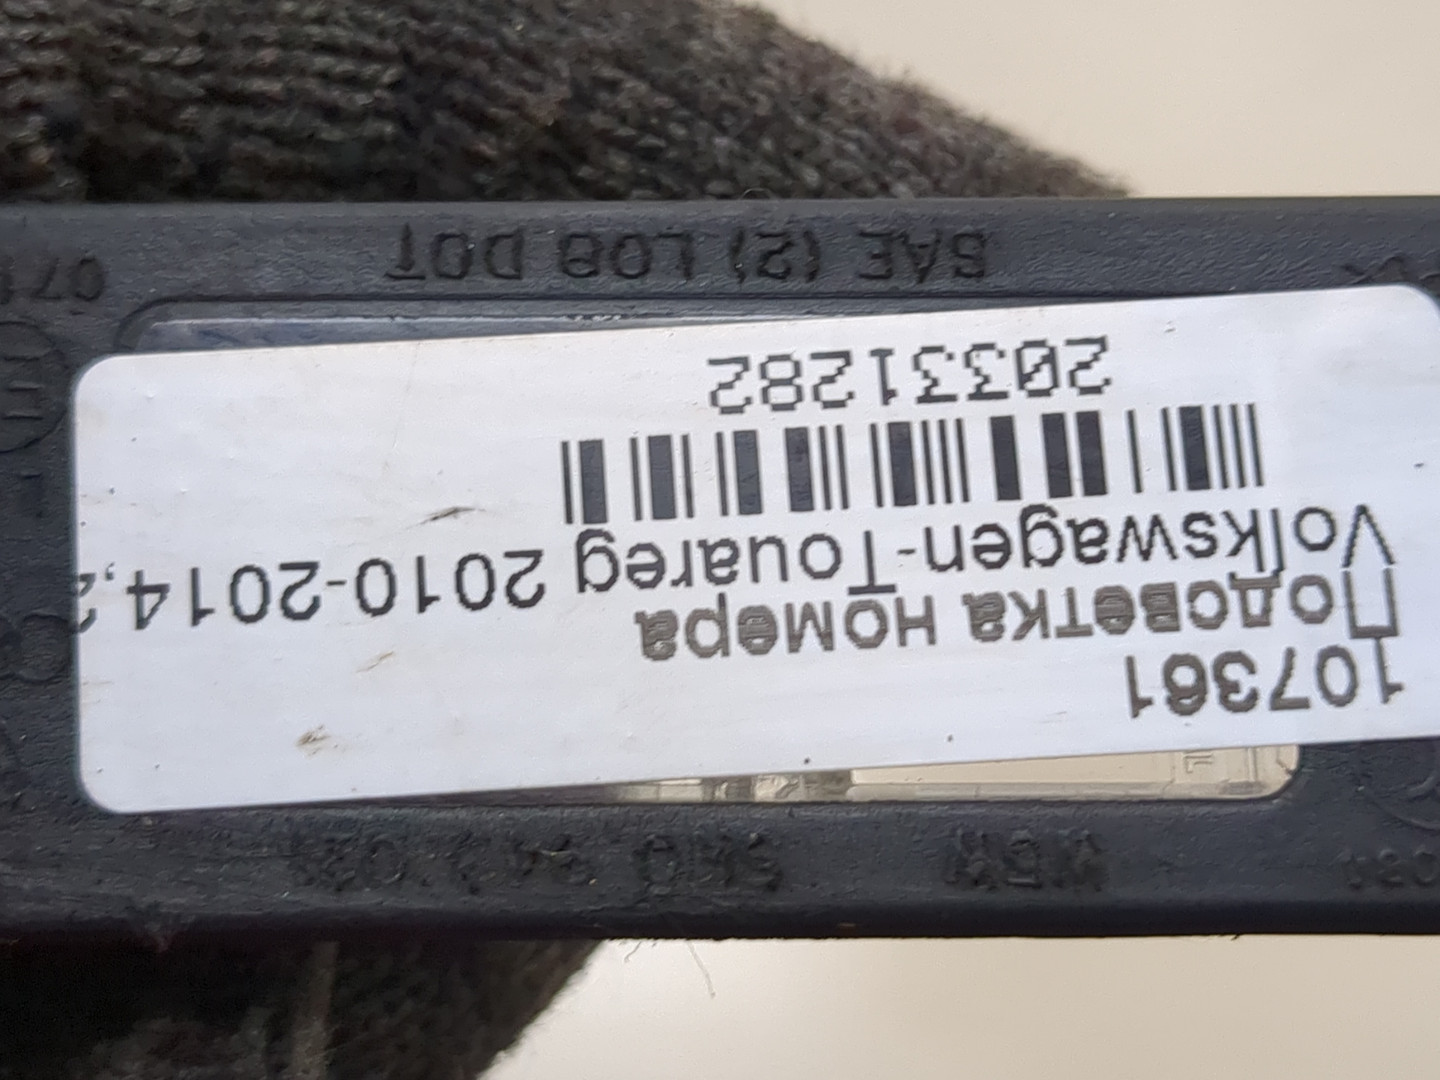 107361
Подсветка номера
Volkswagen-Touareg 2010-2014,
20331282
SAE (2) L08 DOT